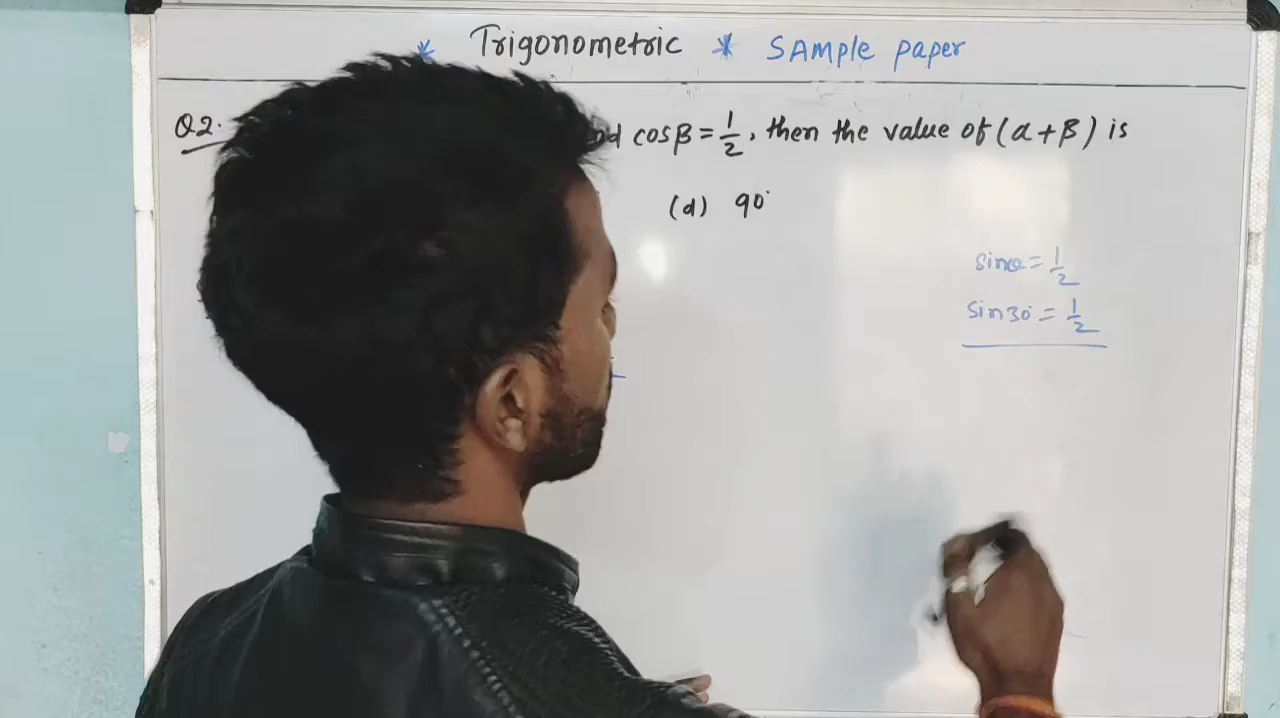 * Trigonometric * SAMPLE paper
Q2. cosβ = 1/2, then the value of (α+β) is
(d) 90°
sinα = 1/2
sin30° = 1/2